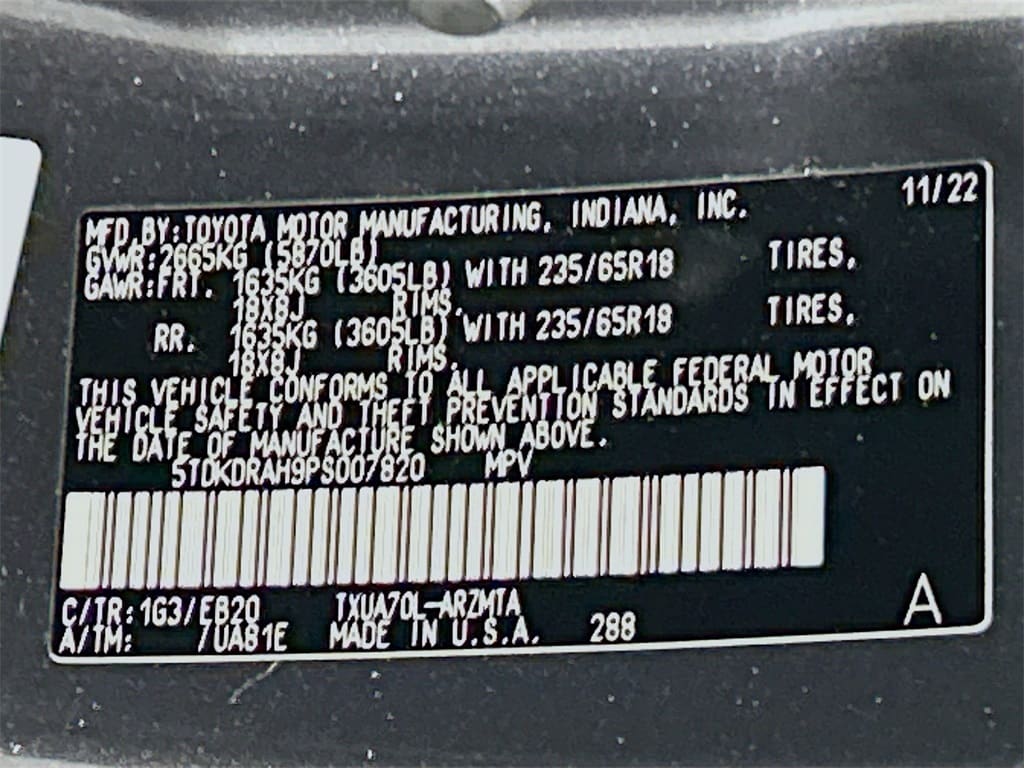 11/22
MFD. BY: TOYOTA MOTOR MANUFACTURING, INDIANA, INC.
GVWR: 2665KG (5870LB)
GAWR: FRT. 1635KG (3605LB) WITH 235/65R18 TIRES,
18X8J RIMS.
RR. 1635KG (3605LB) WITH 235/65R18 TIRES,
18X8J RIMS.
THIS VEHICLE CONFORMS TO ALL APPLICABLE FEDERAL MOTOR
VEHICLE SAFETY AND THEFT PREVENTION STANDARDS IN EFFECT ON
THE DATE OF MANUFACTURE SHOWN ABOVE.
5TDKDRAH9PS007820 MPV
C/TR: 1G3/EB20 TXUA70L-ARZMTA
A/TM: /UA81E MADE IN U.S.A. 288
A